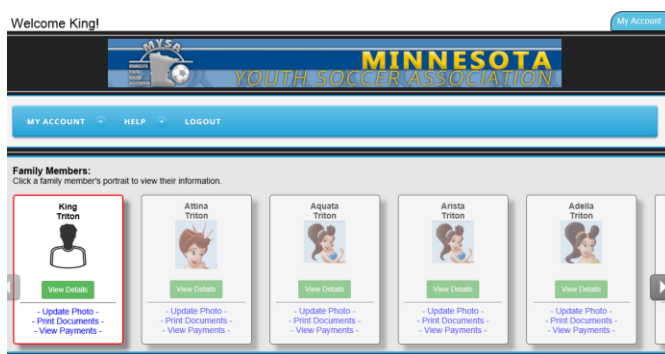 Welcome King!
My Account
MYSA
MINNESOTA
YOUTH SOCCER ASSOCIATION
MY ACCOUNT HELP LOGOUT
Family Members:
Click a family member's portrait to view their information.
King
Triton
View Details
- Update Photo -
- Print Documents -
- View Payments -
Attina
Triton
View Details
- Update Photo -
- Print Documents -
- View Payments -
Aquata
Triton
View Details
- Update Photo -
- Print Documents -
- View Payments -
Arista
Triton
View Details
- Update Photo -
- Print Documents -
- View Payments -
Adella
Triton
View Details
- Update Photo -
- Print Documents -
- View Payments -